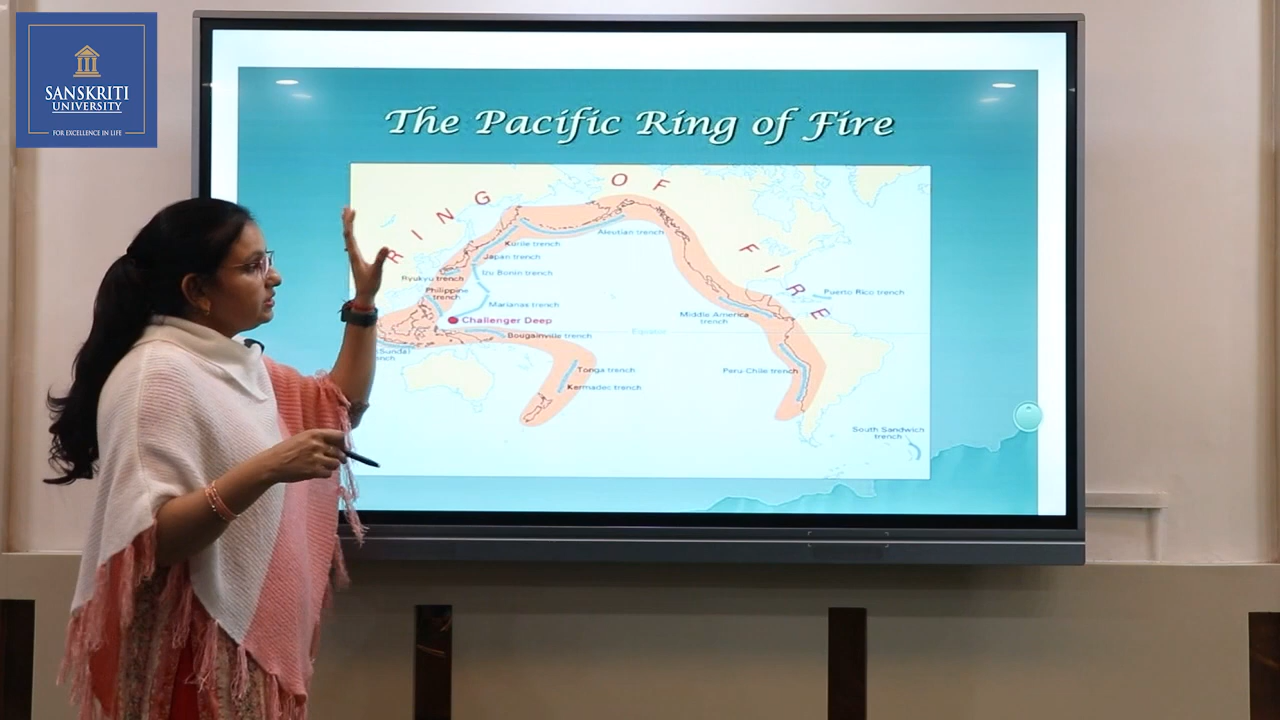 SANSKRITI
UNIVERSITY
FOR EXCELLENCE IN LIFE
The Pacific Ring of Fire
RING OF FIRE
Aleutian trench
Kurile trench
Japan trench
Izu Bonin trench
Ryukyu trench
Philippine
trench
Marianas trench
Challenger Deep
Bougainville trench
Equator
(Sunda)
Tonga trench
Kermadec trench
Middle America
trench
Puerto Rico trench
Peru-Chile trench
South Sandwich
trench